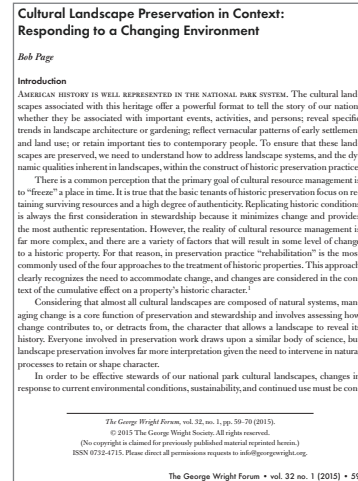 Cultural Landscape Preservation in Context:
Responding to a Changing Environment
Bob Page
Introduction
AMERICAN HISTORY IS WELL REPRESENTED IN THE NATIONAL PARK SYSTEM. The cultural land
scapes associated with this heritage offer a powerful format to tell the story of our nation
whether they be associated with important events, activities, and persons; reveal specific
trends in landscape architecture or gardening; reflect vernacular patterns of early settlemen
and land use; or retain important ties to contemporary people. To ensure that these land
scapes are preserved, we need to understand how to address landscape systems, and the dy
namic qualities inherent in landscapes, within the construct of historic preservation practice
There is a common perception that the primary goal of cultural resource management i
to “freeze” a place in time. It is true that the basic tenants of historic preservation focus on re
taining surviving resources and a high degree of authenticity. Replicating historic condition
is always the first consideration in stewardship because it minimizes change and provide
the most authentic representation. However, the reality of cultural resource management i
far more complex, and there are a variety of factors that will result in some level of chang
to a historic property. For that reason, in preservation practice “rehabilitation” is the mos
commonly used of the four approaches to the treatment of historic properties. This approach
clearly recognizes the need to accommodate change, and changes are considered in the con
text of the cumulative effect on a property’s historic character.1
Considering that almost all cultural landscapes are composed of natural systems, man
aging change is a core function of preservation and stewardship and involves assessing how
change contributes to, or detracts from, the character that allows a landscape to reveal it
history. Everyone involved in preservation work draws upon a similar body of science, bu
landscape preservation involves far more interpretation given the need to intervene in natura
processes to retain or shape character.
In order to be effective stewards of our national park cultural landscapes, changes in
response to current environmental conditions, sustainability, and continued use must be con
The George Wright Forum, vol. 32, no. 1, pp. 59–70 (2015).
© 2015 The George Wright Society. All rights reserved.
(No copyright is claimed for previously published material reprinted herein.)
ISSN 0732-4715. Please direct all permissions requests to info@georgewright.org.
The George Wright Forum • vol. 32 no. 1 (2015) • 59